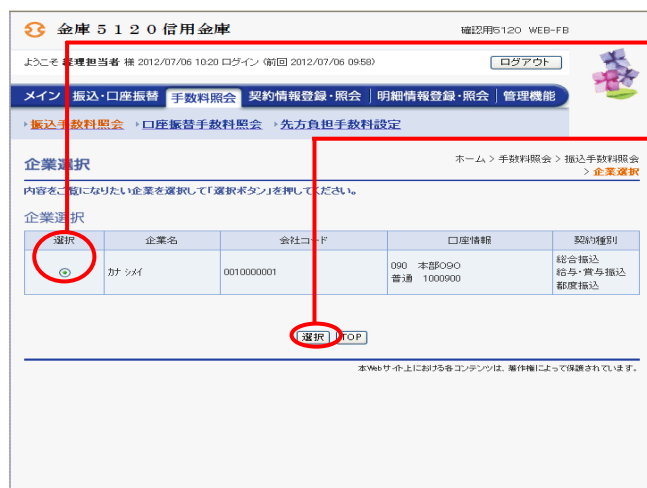 金庫５１２０信用金庫
確認用5120 WEB-FB
ようこそ 経理担当者 様 2012/07/06 10:20 ログイン （前回 2012/07/06 09:58）
ログアウト
メイン 振込・口座振替 手数料照会 契約情報登録・照会 明細情報登録・照会 管理機能
振込手数料照会 口座振替手数料照会 先方負担手数料設定
企業選択
ホーム > 手数料照会 > 振込手数料照会
> 企業選択
内容をご覧になりたい企業を選択して「選択ボタン」を押してください。
企業選択
選択 企業名 会社コード 口座情報 契約種別
ｶﾅ ｼﾒｲ 0010000001 090 本部090 総合振込
普通 1000900 給与・賞与振込
都度振込
選択 TOP
本Webサイト上における各コンテンツは、著作権によって保護されています。